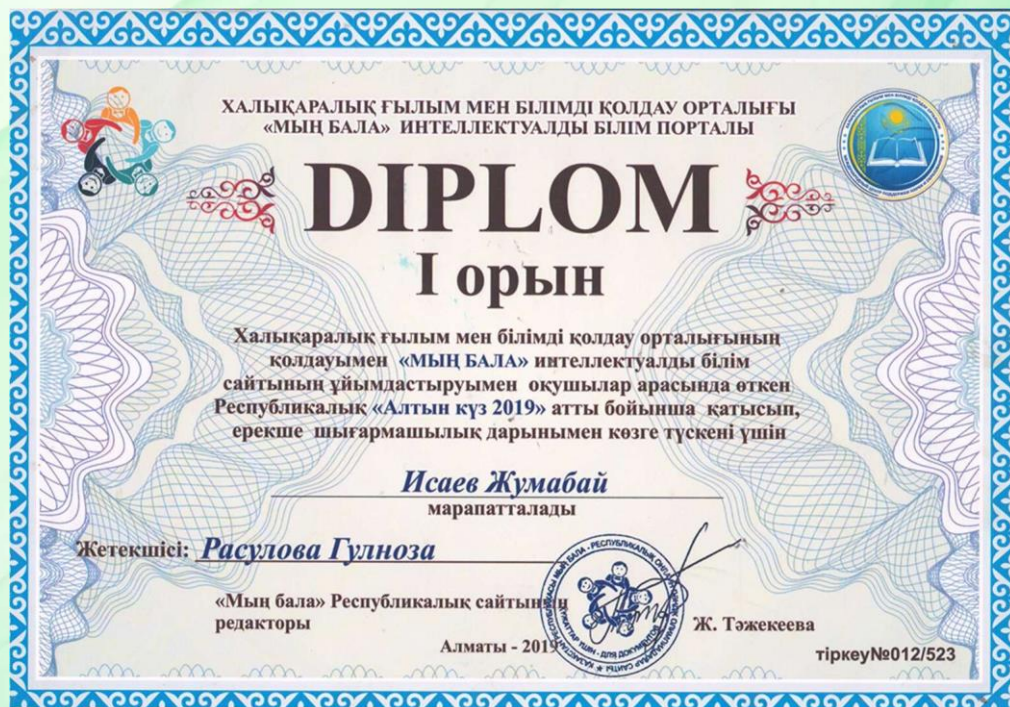 ХАЛЫҚАРАЛЫҚ ҒЫЛЫМ МЕН БІЛІМДІ ҚОЛДАУ ОРТАЛЫҒЫ
«МЫҢ БАЛА» ИНТЕЛЛЕКТУАЛДЫ БІЛІМ ПОРТАЛЫ
DIPLOM
I орын
Халықаралық ғылым мен білімді қолдау орталығының
қолдауымен «МЫҢ БАЛА» интеллектуалды білім
сайтының ұйымдастыруымен оқушылар арасында өткен
Республикалық «Алтын күз 2019» атты бойынша қатысып,
ерекше шығармашылық дарынымен көзге түскені үшін
Исаев Жумабай
марапатталады
Жетекшісі: Расулова Гулноза
«Мың бала» Республикалық сайтының
редакторы
Ж. Тәжекеева
Алматы - 2019
тіркеу№012/523